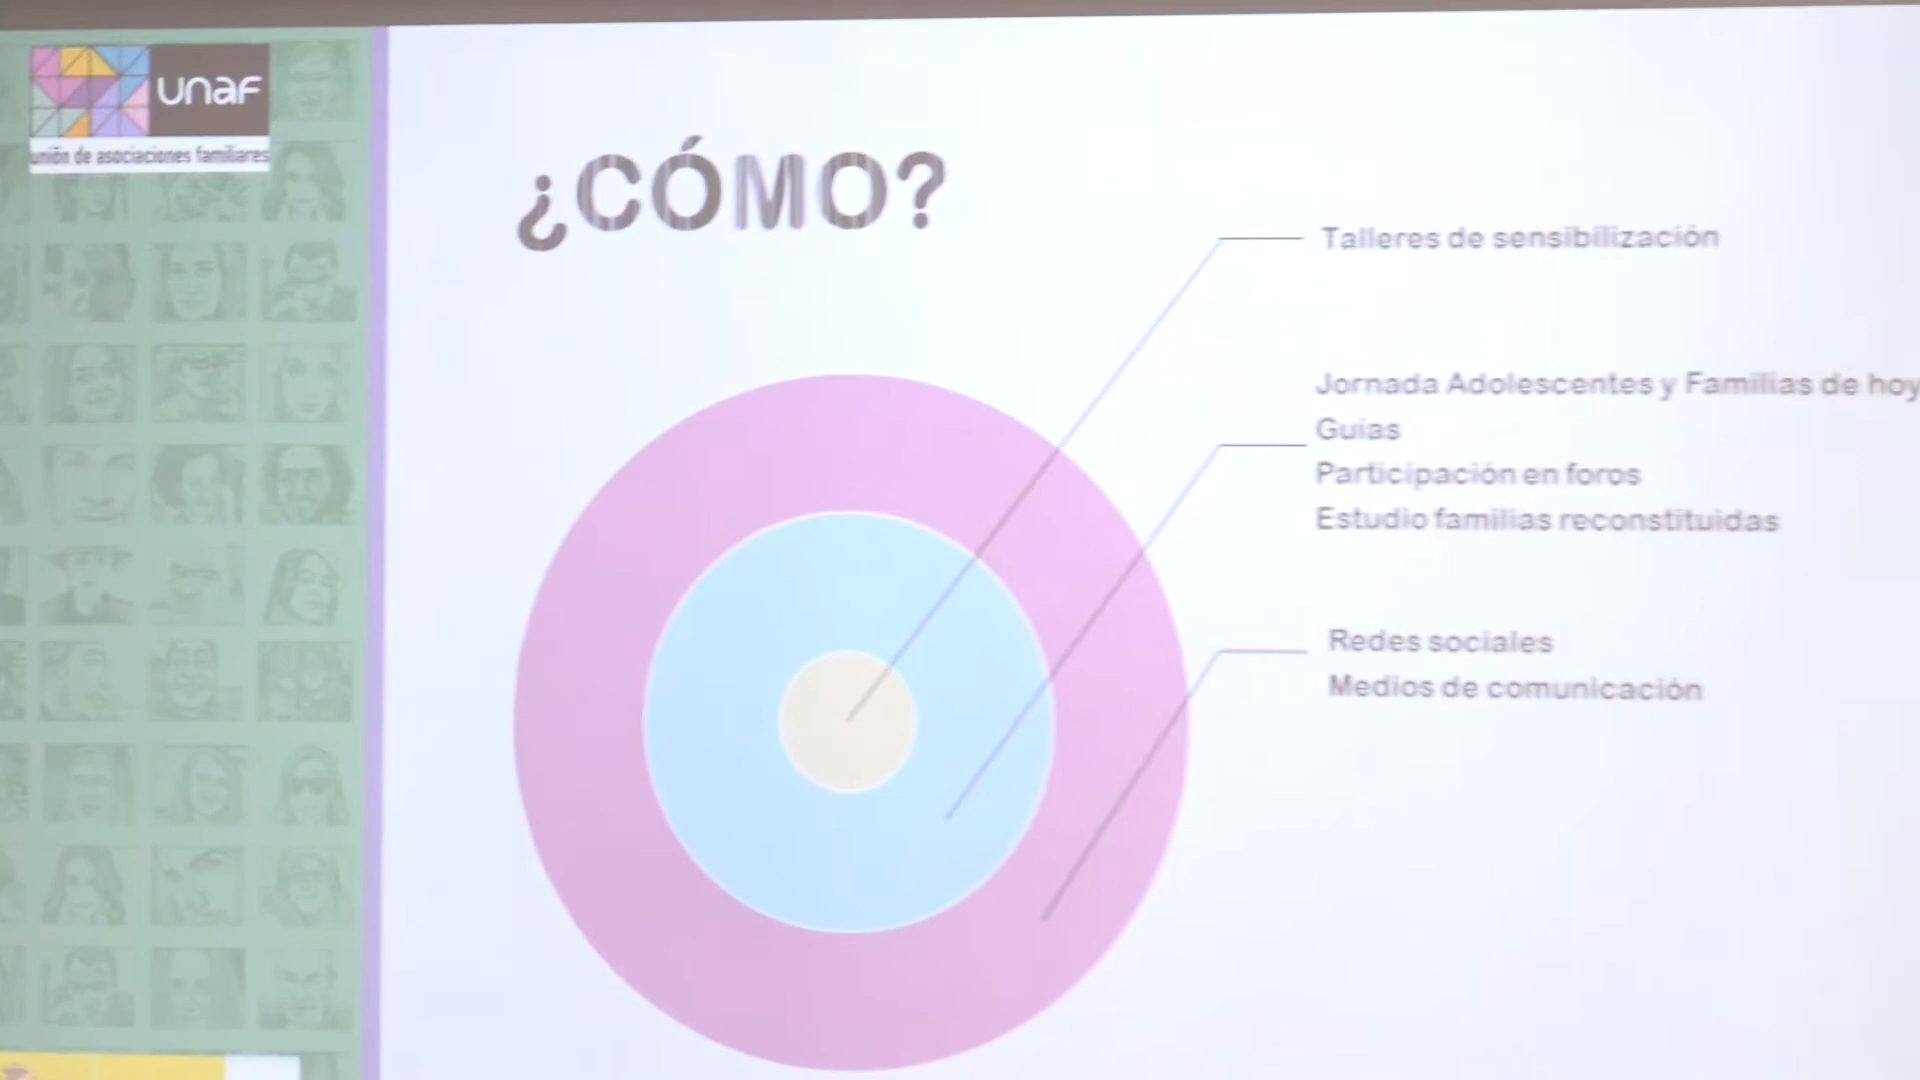 unaf
unión de asociaciones familiares
¿CÓMO?
Talleres de sensibilización
Jornada Adolescentes y Familias de hoy
Guías
Participación en foros
Estudio familias reconstituidas
Redes sociales
Medios de comunicación